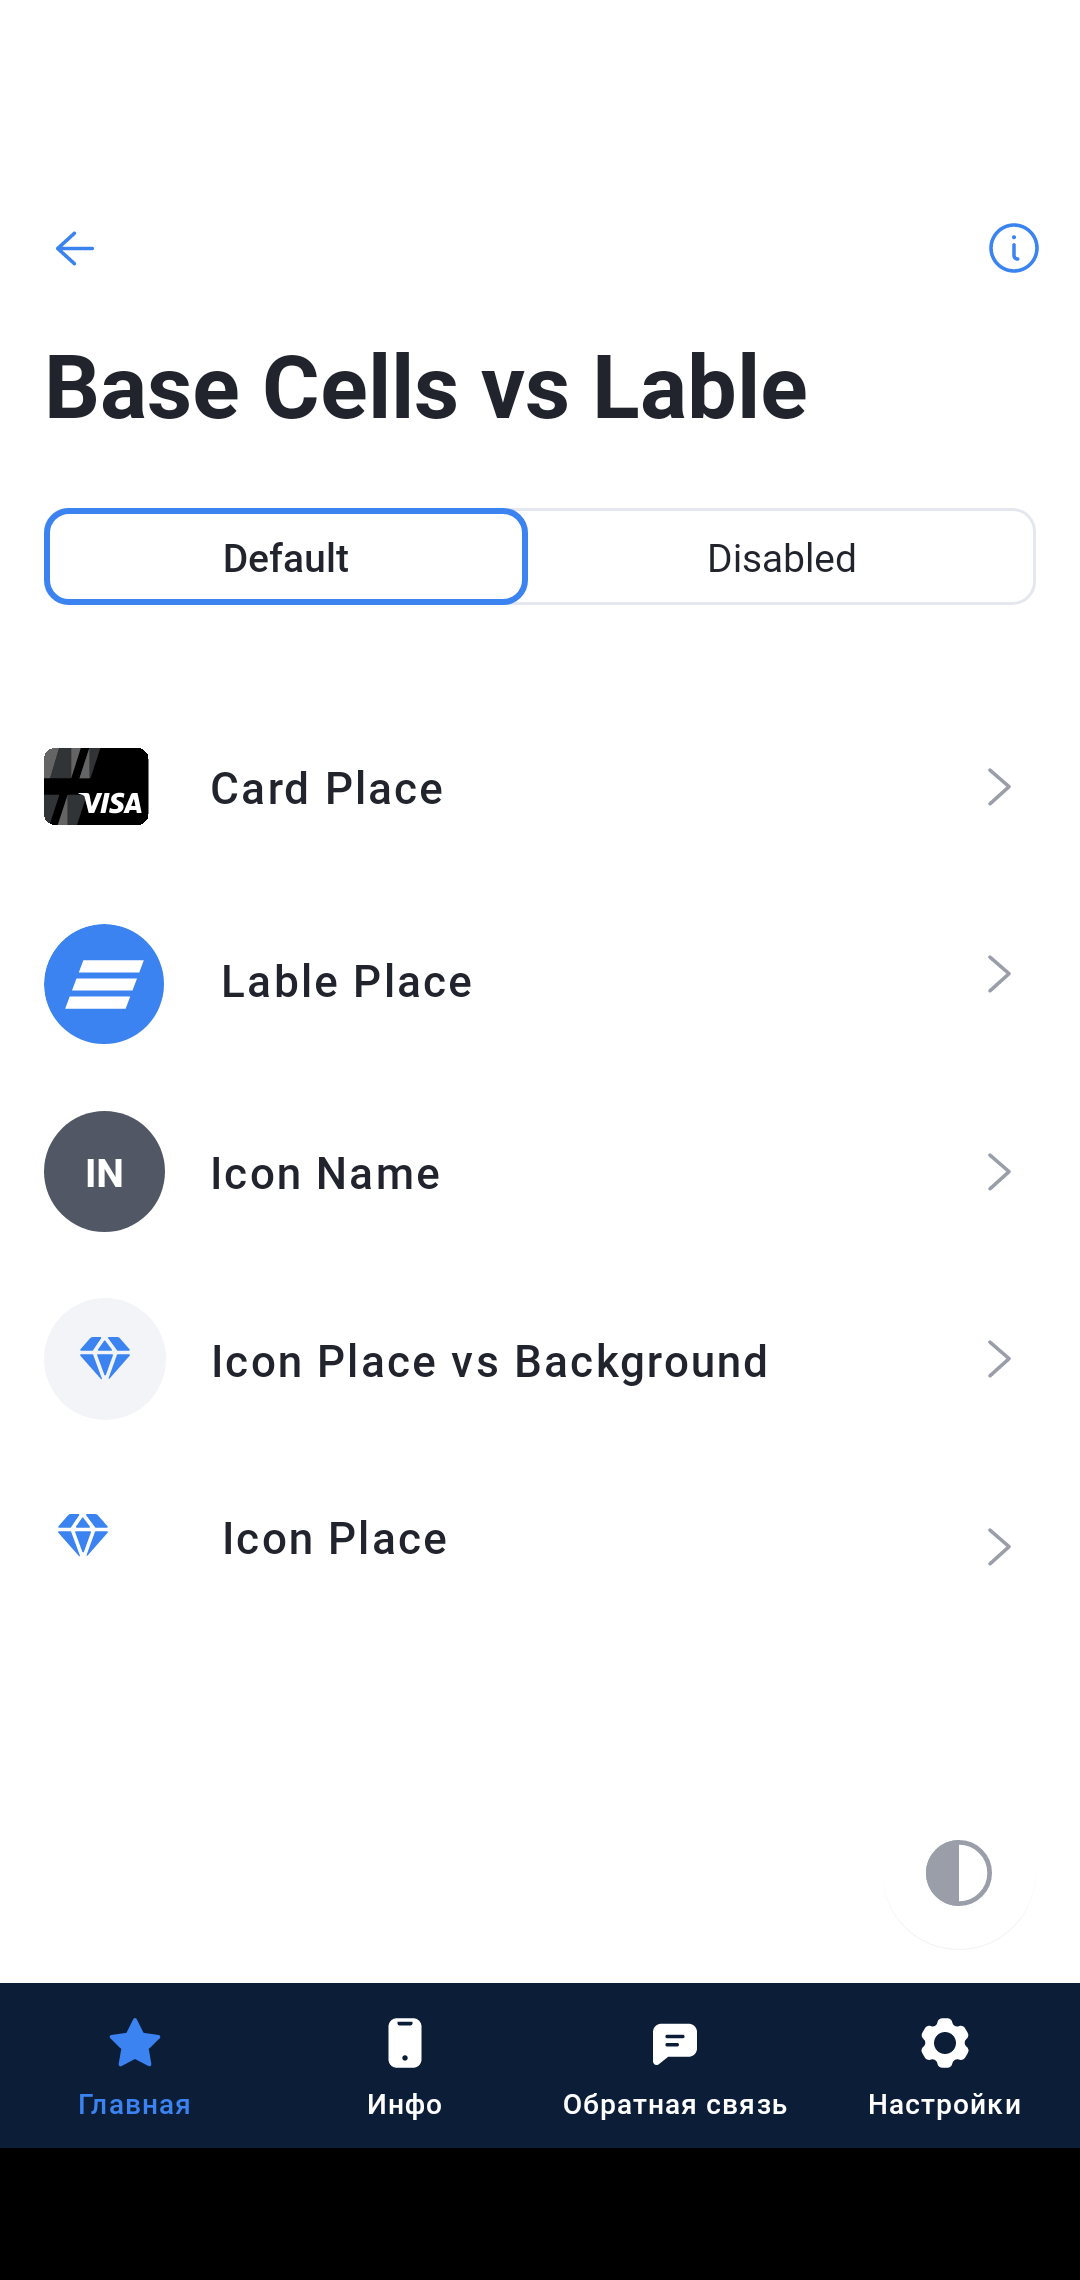 Base Cells vs Lable
Default
Disabled
VISA
Card Place
Lable Place
IN
Icon Name
Icon Place vs Background
Icon Place
Главная
Инфо
Обратная связь
Настройки